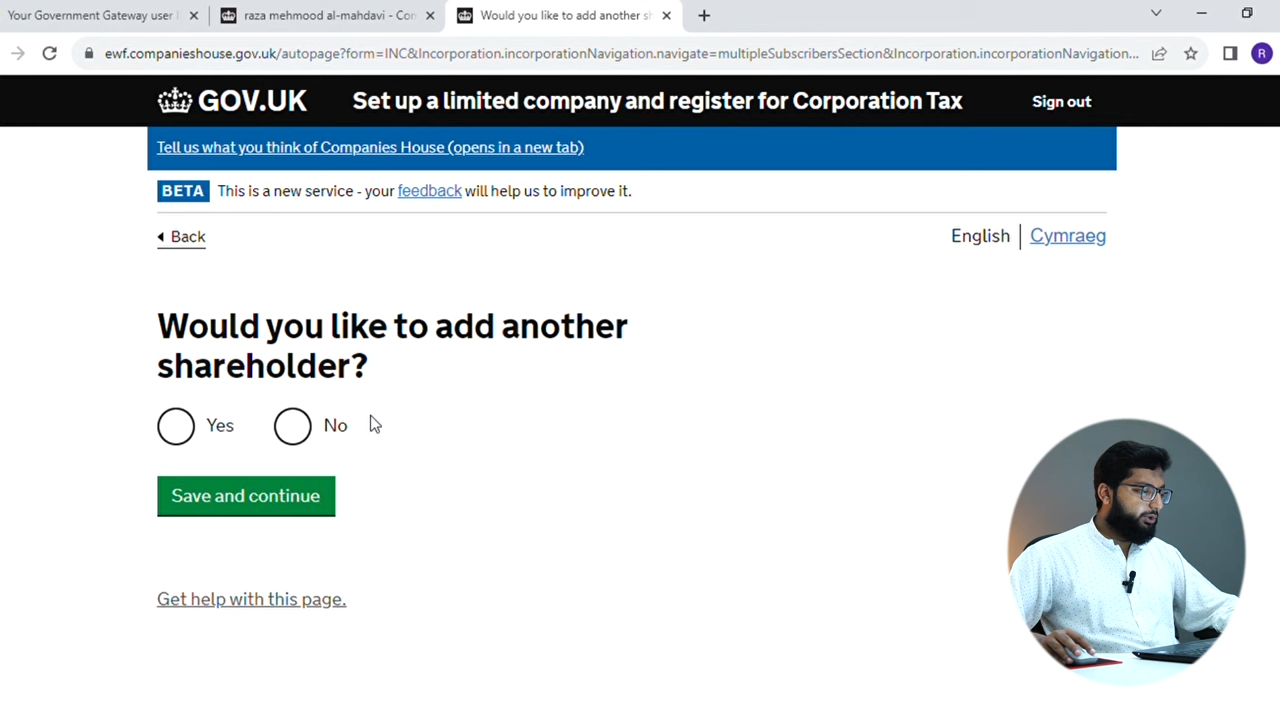 Your Government Gateway user
raza mehmood al-mahdavi - Con
Would you like to add another sh
ewf.companieshouse.gov.uk/autopage?form=INC&Incorporation.incorporationNavigation.navigate=multipleSubscribersSection&Incorporation.incorporationNavigation...
R
GOV.UK
Set up a limited company and register for Corporation Tax
Sign out
Tell us what you think of Companies House (opens in a new tab)
BETA
This is a new service - your feedback will help us to improve it.
Back
English
Cymraeg
Would you like to add another
shareholder?
Yes
No
Save and continue
Get help with this page.